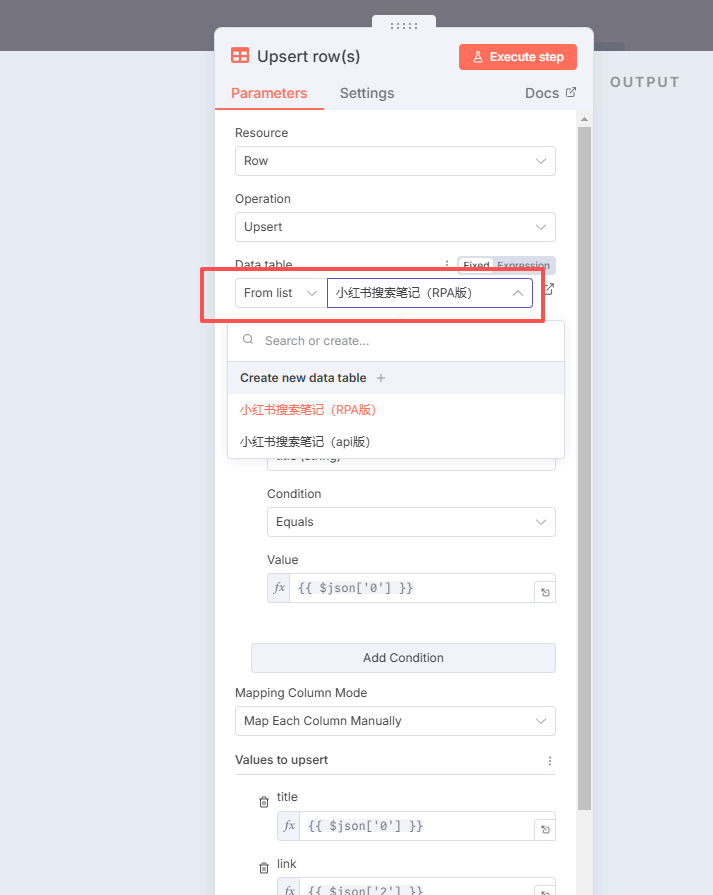 Upsert row(s)
Execute step
OUTPUT
Parameters
Settings
Docs
Resource
Row
Operation
Upsert
Data table
Fixed
Expression
From list
小红书搜索笔记（RPA版）
Search or create...
Create new data table +
小红书搜索笔记（RPA版）
小红书搜索笔记（api版）
title (string)
Condition
Equals
Value
fx {{ $json['0'] }}
Add Condition
Mapping Column Mode
Map Each Column Manually
Values to upsert
title
fx {{ $json['0'] }}
link
fx {{ $json['2'] }}